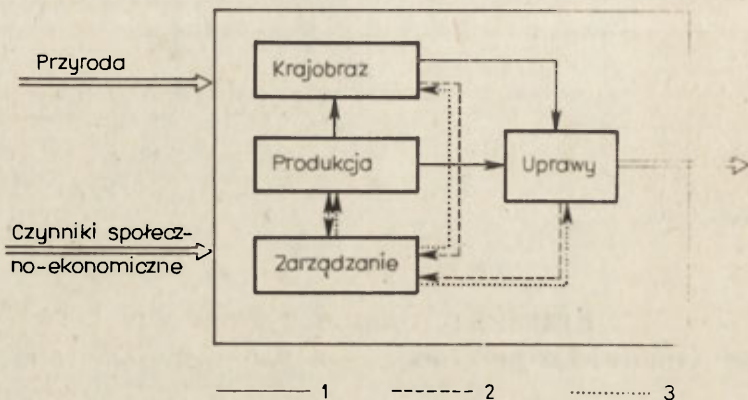 Przyroda
Krajobraz
Produkcja
Uprawy
Czynniki społecz-
no-ekonomiczne
Zarządzanie
1 2 3